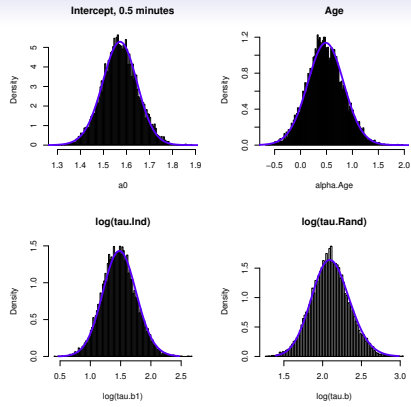 Intercept, 0.5 minutes
Density
0 1 2 3 4 5
1.3 1.4 1.5 1.6 1.7 1.8 1.9
a0
Age
Density
0.0 0.4 0.8 1.2
−0.5 0.0 0.5 1.0 1.5 2.0
alpha.Age
log(tau.Ind)
Density
0.0 0.5 1.0 1.5
0.5 1.0 1.5 2.0 2.5
log(tau.b1)
log(tau.Rand)
Density
0.0 0.5 1.0 1.5
1.5 2.0 2.5 3.0
log(tau.b)